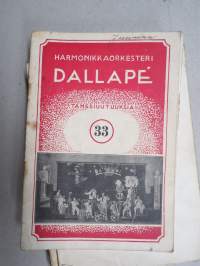 HARMONIKKAORKESTERI
DALLAPÉ
TANSSIUUTUUKSIA
33